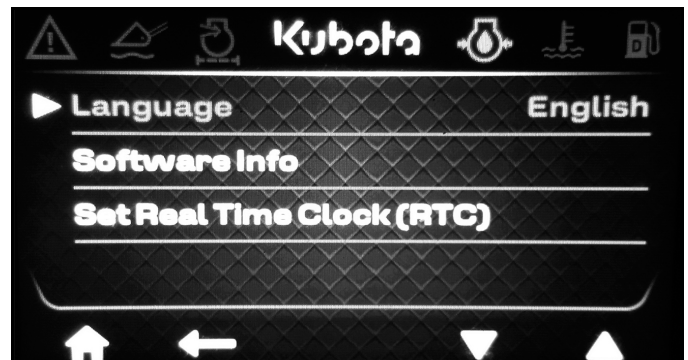 Kubota
D
Language English
Software Info
Set Real Time Clock (RTC)